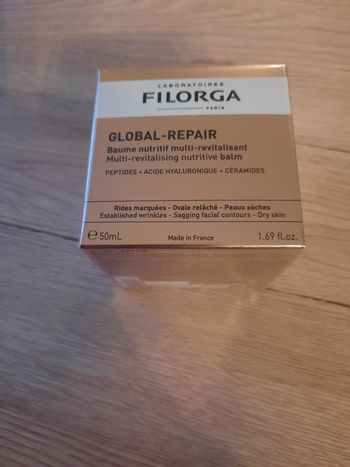 LABORATOIRES
FILORGA
PARIS
GLOBAL-REPAIR
Baume nutritif multi-revitalisant
Multi-revitalising nutritive balm
PEPTIDES + ACIDE HYALURONIQUE + CÉRAMIDES
Rides marquées - Ovale relâché - Peaux sèches
Established wrinkles - Sagging facial contours - Dry skin
℮ 50mL Made in France 1.69 fl.oz.